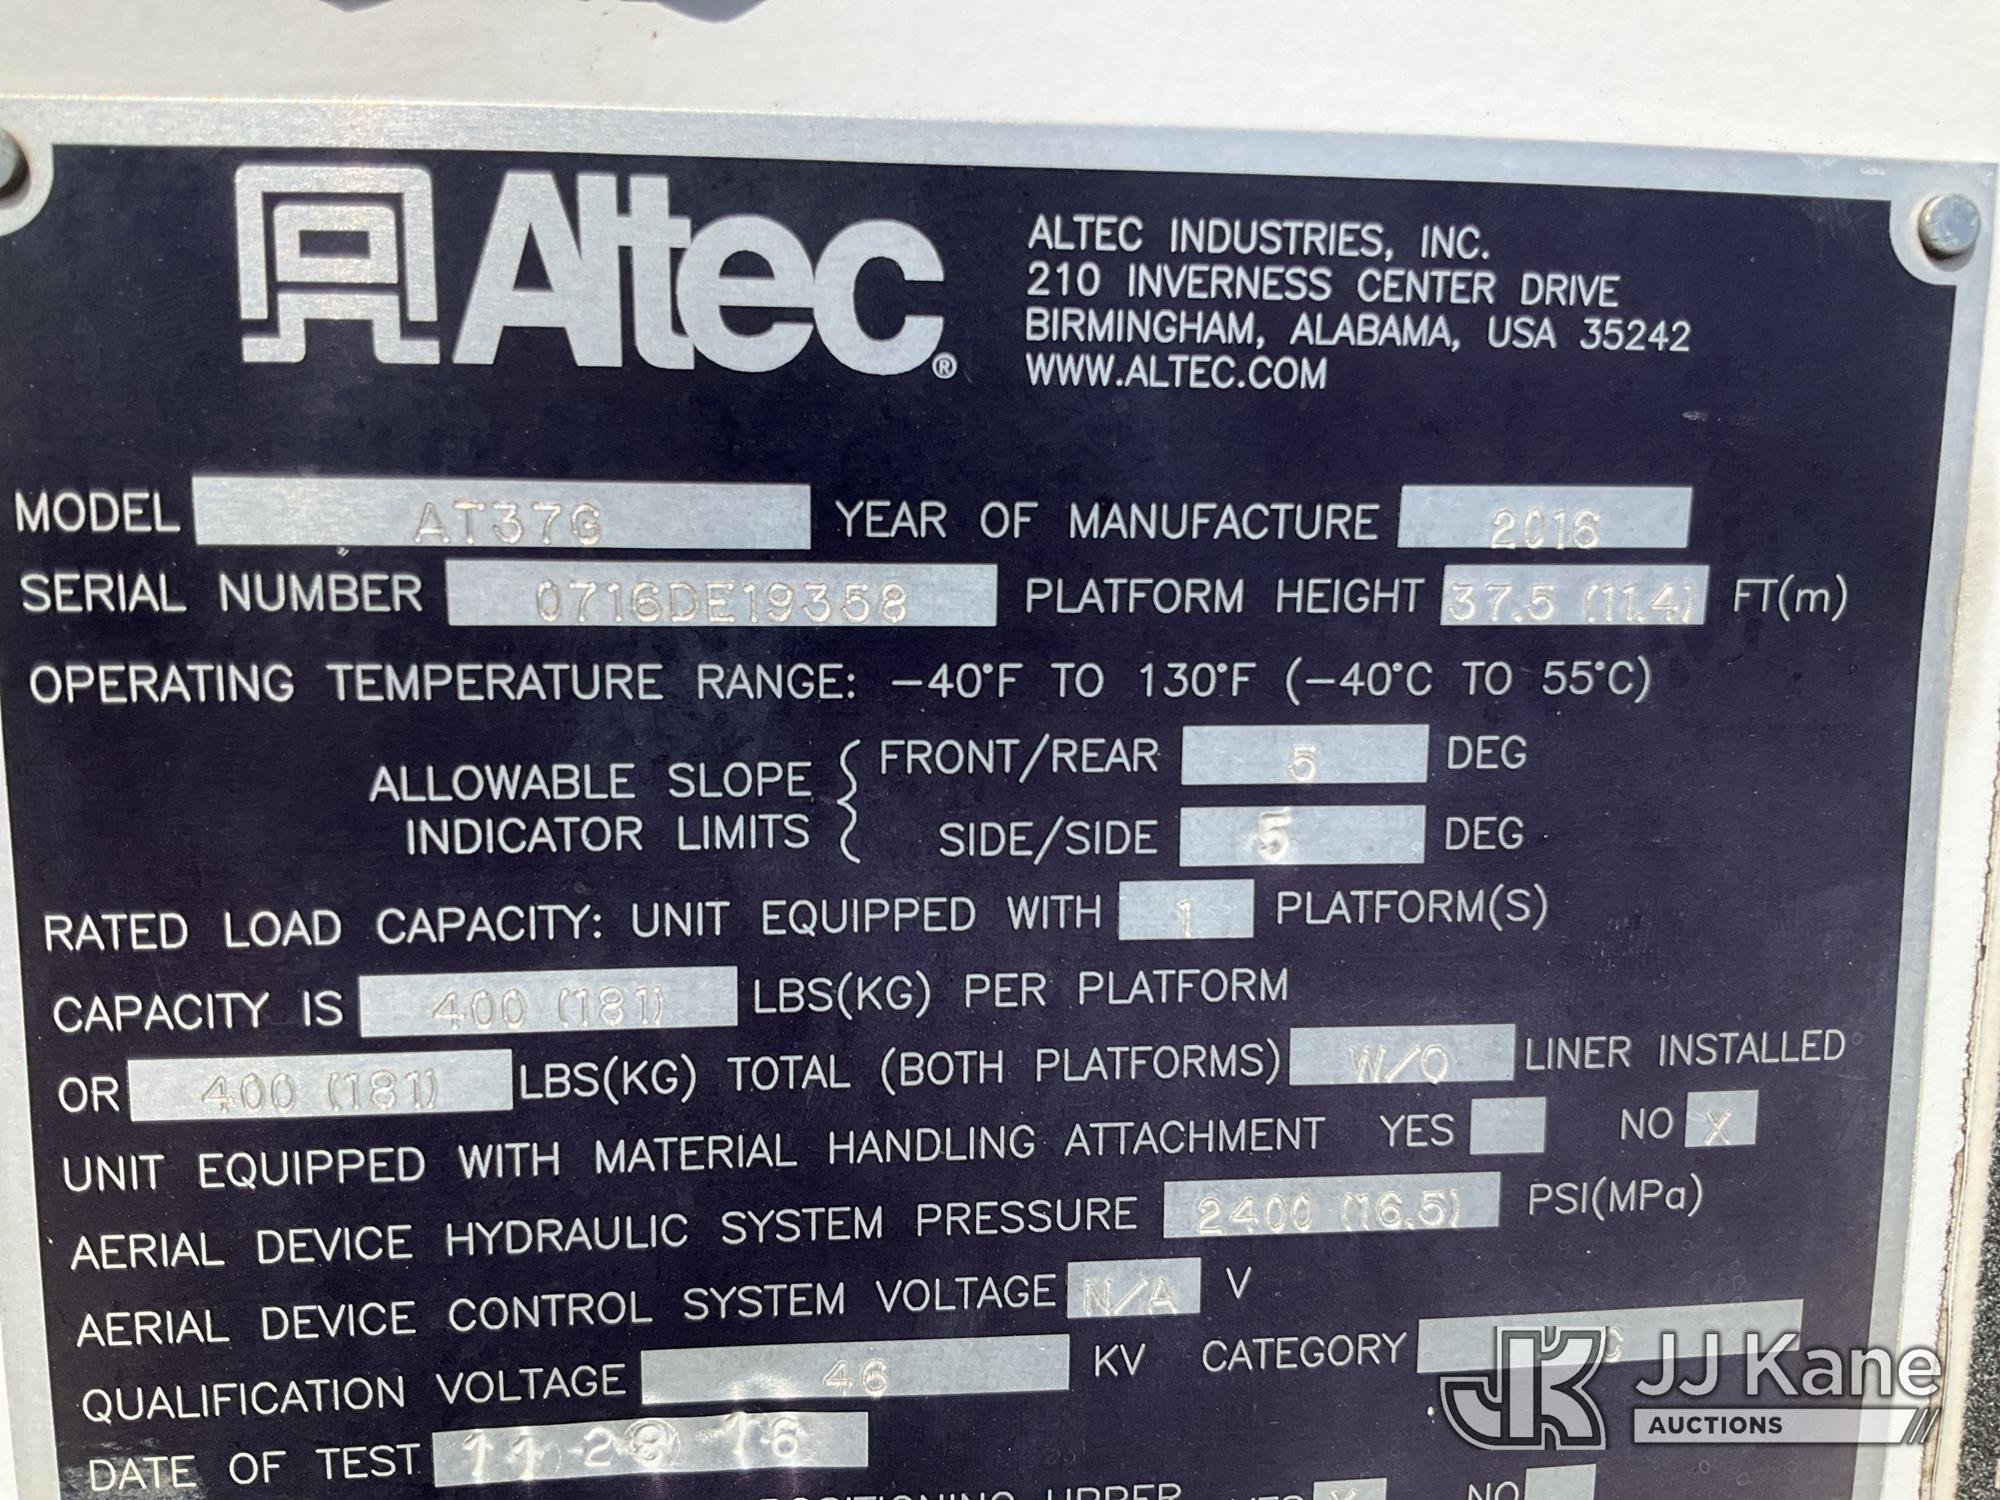 Altec®
ALTEC INDUSTRIES, INC.
210 INVERNESS CENTER DRIVE
BIRMINGHAM, ALABAMA, USA 35242
WWW.ALTEC.COM
MODEL AT37G YEAR OF MANUFACTURE 2016
SERIAL NUMBER 0716DE19358 PLATFORM HEIGHT 37.5 (11.4) FT(m)
OPERATING TEMPERATURE RANGE: -40°F TO 130°F (-40°C TO 55°C)
ALLOWABLE SLOPE INDICATOR LIMITS { FRONT/REAR 5 DEG
SIDE/SIDE 5 DEG
RATED LOAD CAPACITY: UNIT EQUIPPED WITH 1 PLATFORM(S)
CAPACITY IS 400 (181) LBS(KG) PER PLATFORM
OR 400 (181) LBS(KG) TOTAL (BOTH PLATFORMS) W/O LINER INSTALLED
UNIT EQUIPPED WITH MATERIAL HANDLING ATTACHMENT YES NO X
AERIAL DEVICE HYDRAULIC SYSTEM PRESSURE 2400 (16.5) PSI(MPa)
AERIAL DEVICE CONTROL SYSTEM VOLTAGE N/A V
QUALIFICATION VOLTAGE 46 KV CATEGORY C
DATE OF TEST 11 28 16
UPPER YES X NO
JJ Kane
AUCTIONS